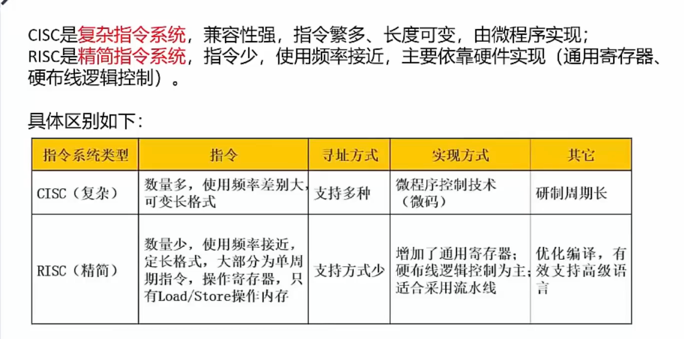 CISC是复杂指令系统，兼容性强，指令繁多、长度可变，由微程序实现；
RISC是精简指令系统，指令少，使用频率接近，主要依靠硬件实现（通用寄存器、
硬布线逻辑控制）。
具体区别如下：
指令系统类型 指令 寻址方式 实现方式 其它
CISC（复杂）
数量多，使用频率差别大，
可变长格式
支持多种
微程序控制技术
（微码）
研制周期长
RISC（精简）
数量少，使用频率接近，
定长格式，大部分为单周
期指令，操作寄存器，只
有Load/Store操作内存
支持方式少
增加了通用寄存器；
硬布线逻辑控制为主；
适合采用流水线
优化编译，有
效支持高级语
言